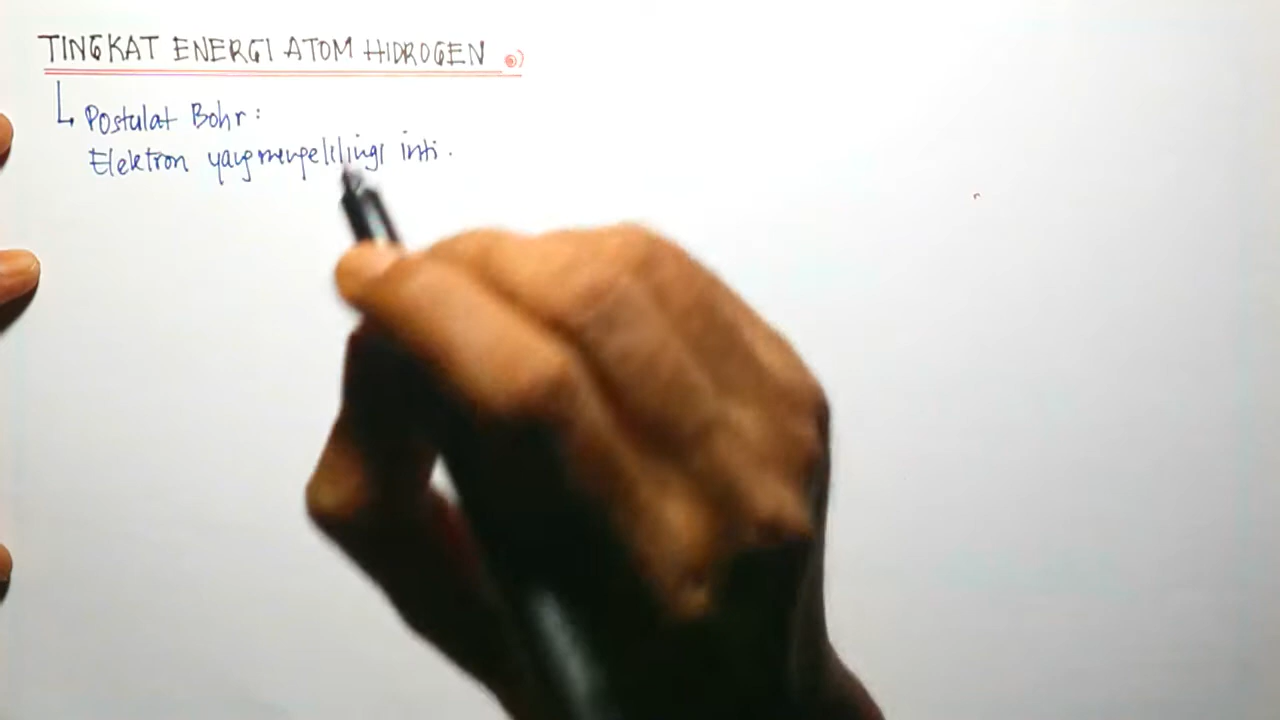 TINGKAT ENERGI ATOM HIDROGEN
Postulat Bohr :
Elektron yang mengelilingi inti .